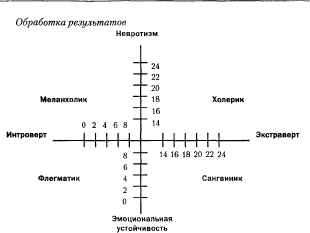 Обработка результатов
Невротизм
24
22
20
Меланхолик 18 Холерик
16
0 2 4 6 8 14
Интроверт Экстраверт
8 14 16 18 20 22 24
6
Флегматик 4 Сангвиник
2
0
Эмоциональная
устойчивость